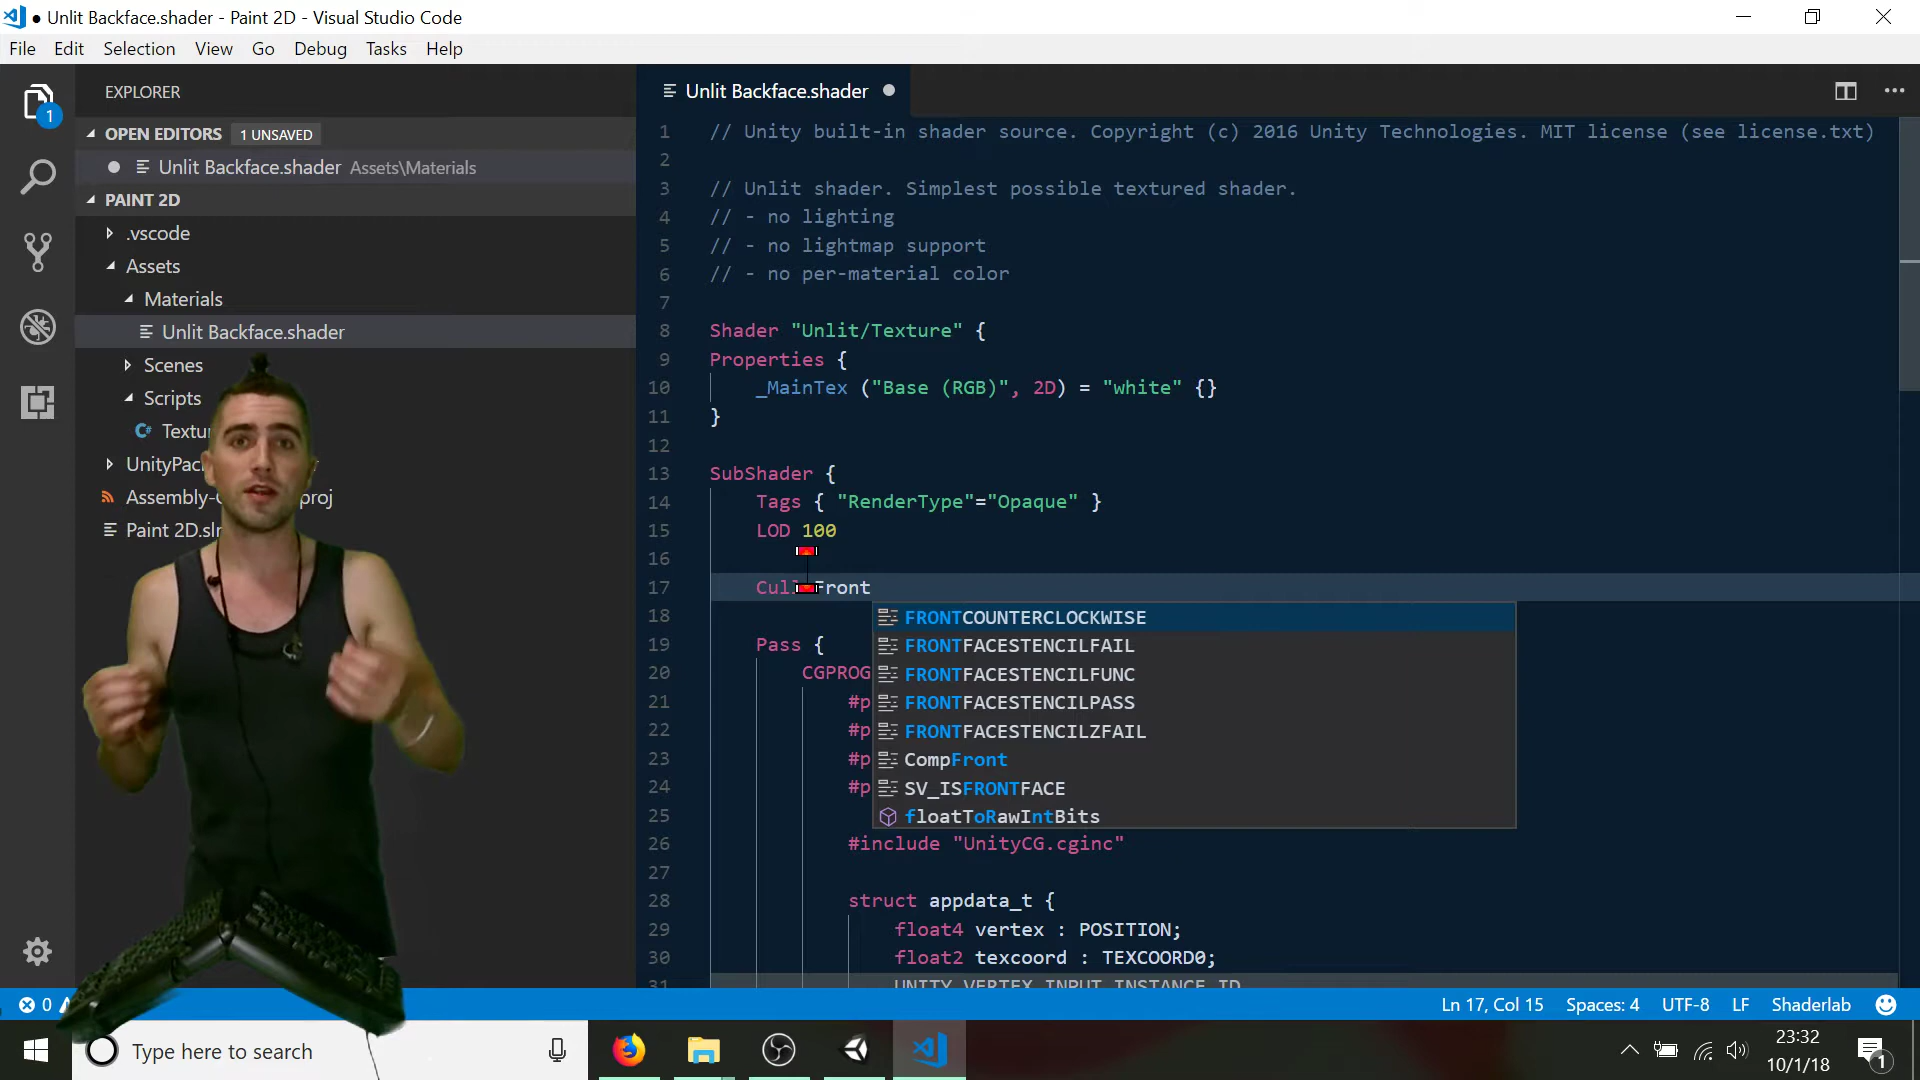 ● Unlit Backface.shader - Paint 2D - Visual Studio Code
File Edit Selection View Go Debug Tasks Help
EXPLORER
1
OPEN EDITORS 1 UNSAVED
Unlit Backface.shader Assets\Materials
PAINT 2D
.vscode
Assets
Materials
Unlit Backface.shader
Scenes
Scripts
Unlit Backface.shader
1 // Unity built-in shader source. Copyright (c) 2016 Unity Technologies. MIT license (see license.txt)
2
3 // Unlit shader. Simplest possible textured shader.
4 // - no lighting
5 // - no lightmap support
6 // - no per-material color
7
8 Shader "Unlit/Texture" {
9 Properties {
10 _MainTex ("Base (RGB)", 2D) = "white" {}
11 }
12
13 SubShader {
14 Tags { "RenderType"="Opaque" }
15 LOD 100
16
17 Cull Front
FRONTCOUNTERCLOCKWISE
18
FRONTFACESTENCILFAIL
19 Pass {
FRONTFACESTENCILFUNC
20 CGPROG
FRONTFACESTENCILPASS
21 #p
FRONTFACESTENCILZFAIL
22 #p
CompFront
23 #p
SV_ISFRONTFACE
24 #p
floatToRawIntBits
25
26 #include "UnityCG.cginc"
27
28 struct appdata_t {
29 float4 vertex : POSITION;
30 float2 texcoord : TEXCOORD0;
31 UNITY_VERTEX_INPUT_INSTANCE_ID
0
Ln 17, Col 15 Spaces: 4 UTF-8 LF Shaderlab
Type here to search
23:32
10/1/18
1